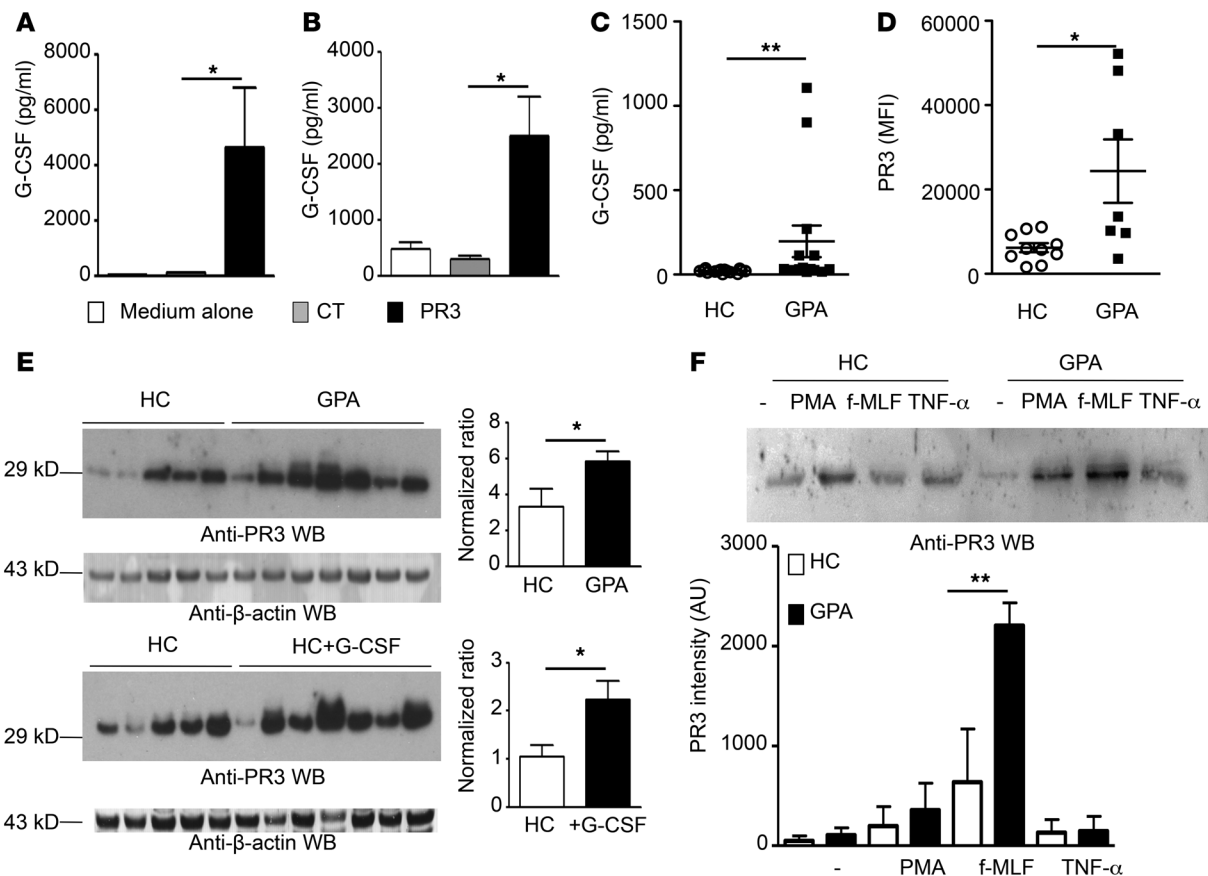 A
G-CSF (pg/ml)
8000
6000
4000
2000
0
*
B
G-CSF (pg/ml)
4000
3000
2000
1000
0
*
Medium alone
CT
PR3
C
G-CSF (pg/ml)
1500
1000
500
0
**
HC
GPA
D
PR3 (MFI)
60000
40000
20000
0
*
HC
GPA
E
HC
GPA
29 kD
Anti-PR3 WB
43 kD
Anti-β-actin WB
Normalized ratio
8
6
4
2
0
*
HC
GPA
HC
HC+G-CSF
29 kD
Anti-PR3 WB
43 kD
Anti-β-actin WB
Normalized ratio
3
2
1
0
*
HC
+G-CSF
F
HC
GPA
- PMA f-MLF TNF-α - PMA f-MLF TNF-α
Anti-PR3 WB
PR3 intensity (AU)
3000
2000
1000
0
HC
GPA
**
- PMA f-MLF TNF-α